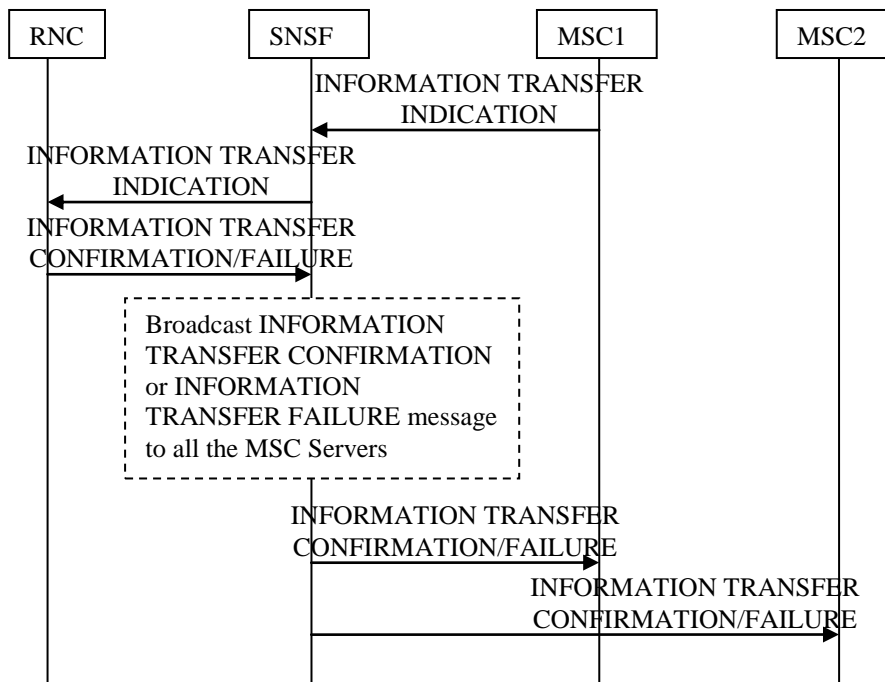 RNC
SNSF
MSC1
MSC2
INFORMATION TRANSFER
INDICATION
INFORMATION TRANSFER
INDICATION
INFORMATION TRANSFER
CONFIRMATION/FAILURE
Broadcast INFORMATION
TRANSFER CONFIRMATION
or INFORMATION
TRANSFER FAILURE message
to all the MSC Servers
INFORMATION TRANSFER
CONFIRMATION/FAILURE
INFORMATION TRANSFER
CONFIRMATION/FAILURE